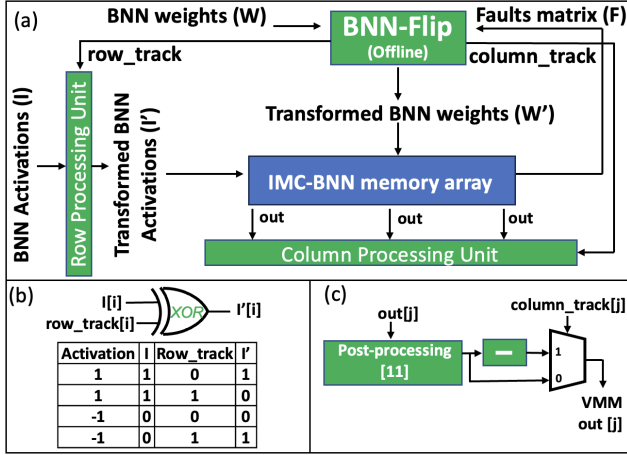 (a)
BNN weights (W)
BNN-Flip
(Offline)
Faults matrix (F)
row_track
column_track
BNN Activations (I)
Row Processing Unit
Transformed BNN
Activations (I')
Transformed BNN weights (W')
IMC-BNN memory array
out
out
out
Column Processing Unit
(b)
I[i]
row_track[i]
XOR
I'[i]
Activation I Row_track I'
1 1 0 1
1 1 1 0
-1 0 0 0
-1 0 1 1
(c)
out[j]
column_track[j]
Post-processing
[11]
−
1
0
VMM
out [j]